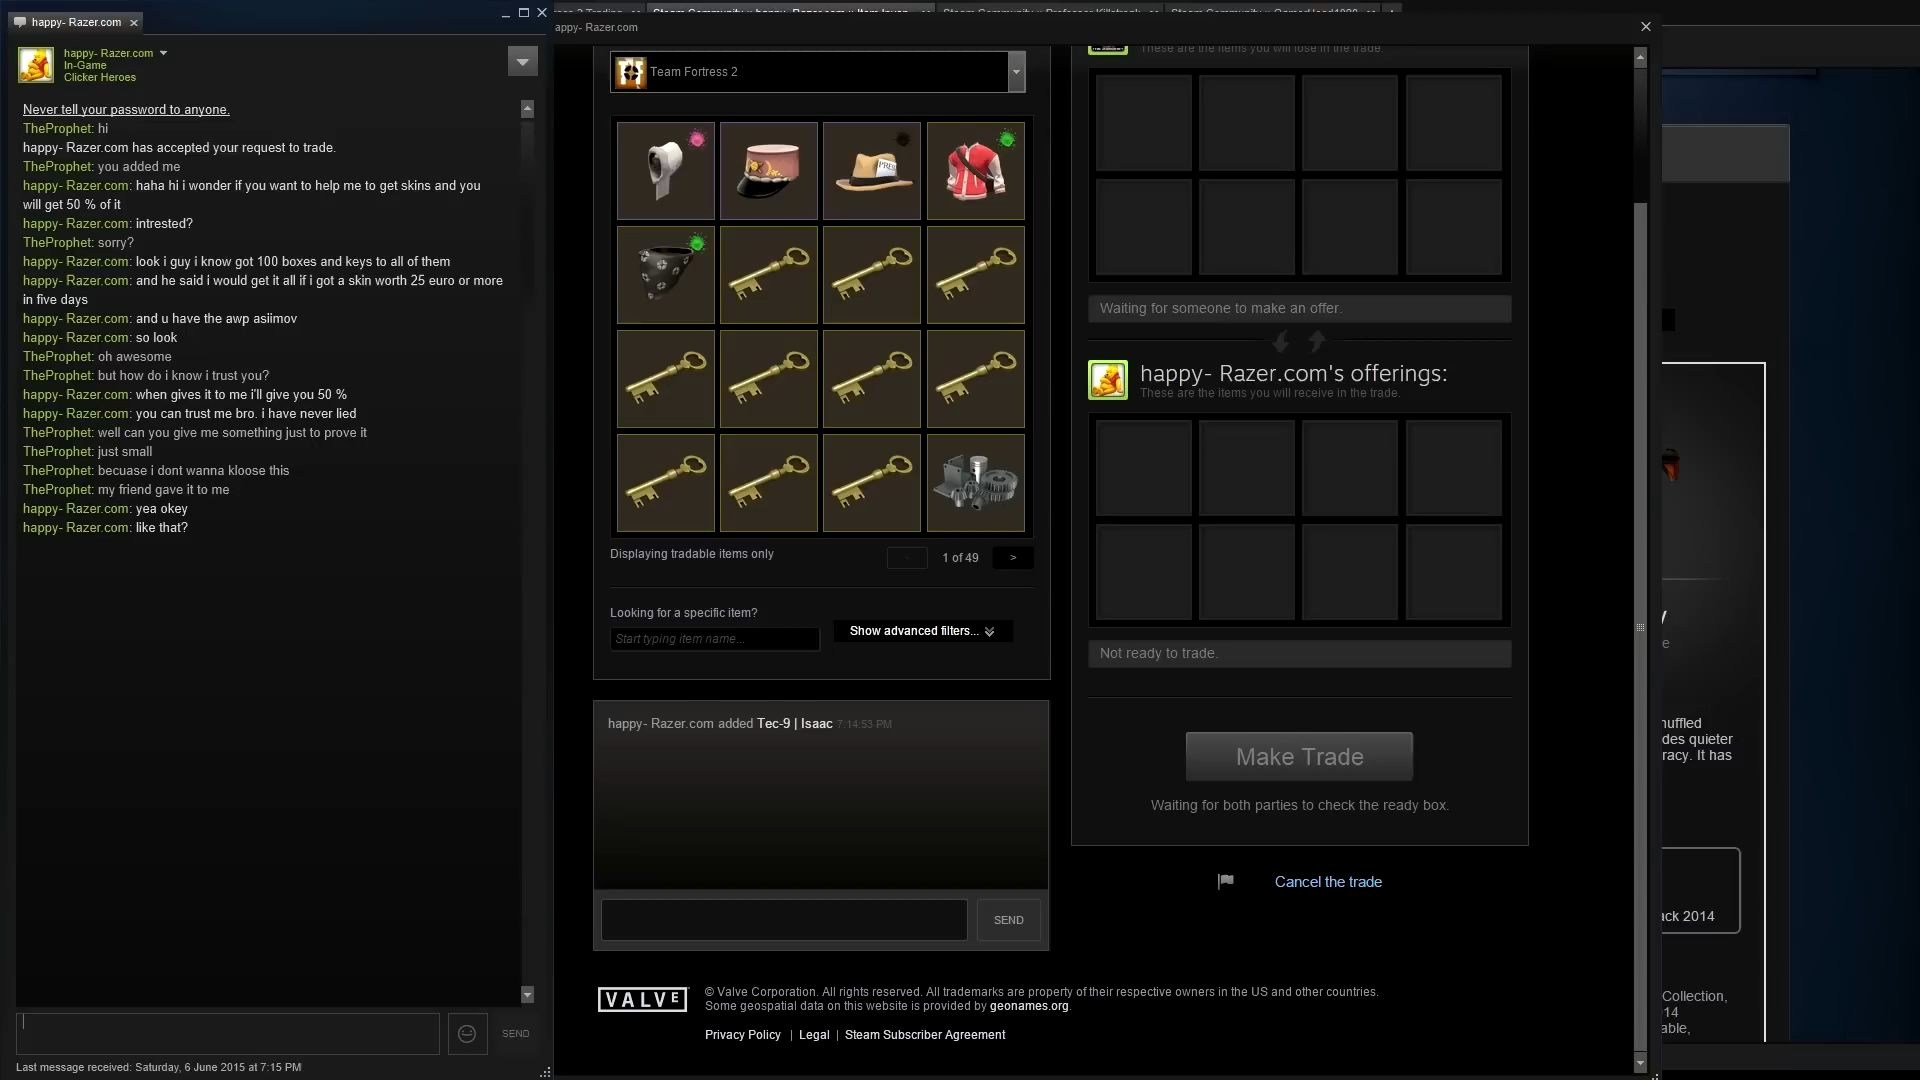 happy- Razer.com
happy- Razer.com
In-Game
Clicker Heroes
Never tell your password to anyone.
TheProphet: hi
happy- Razer.com has accepted your request to trade.
TheProphet: you added me
happy- Razer.com: haha hi i wonder if you want to help me to get skins and you
will get 50 % of it
happy- Razer.com: intrested?
TheProphet: sorry?
happy- Razer.com: look i guy i know got 100 boxes and keys to all of them
happy- Razer.com: and he said i would get it all if i got a skin worth 25 euro or more
in five days
happy- Razer.com: and u have the awp asiimov
happy- Razer.com: so look
TheProphet: oh awesome
TheProphet: but how do i know i trust you?
happy- Razer.com: when gives it to me i'll give you 50 %
happy- Razer.com: you can trust me bro. i have never lied
TheProphet: well can you give me something just to prove it
TheProphet: just small
TheProphet: becuase i dont wanna kloose this
TheProphet: my friend gave it to me
happy- Razer.com: yea okey
happy- Razer.com: like that?
SEND
Last message received: Saturday, 6 June 2015 at 7:15 PM
happy- Razer.com
Team Fortress 2
PRESS
Displaying tradable items only
1 of 49
>
Looking for a specific item?
Start typing item name...
Show advanced filters...
happy- Razer.com added Tec-9 | Isaac 7:14:53 PM
SEND
These are the items you will lose in the trade.
Waiting for someone to make an offer.
happy- Razer.com's offerings:
These are the items you will receive in the trade.
Not ready to trade.
Make Trade
Waiting for both parties to check the ready box.
Cancel the trade
VALVE
© Valve Corporation. All rights reserved. All trademarks are property of their respective owners in the US and other countries.
Some geospatial data on this website is provided by geonames.org.
Privacy Policy | Legal | Steam Subscriber Agreement
quieter
It has
ack 2014
Collection,
14
able,